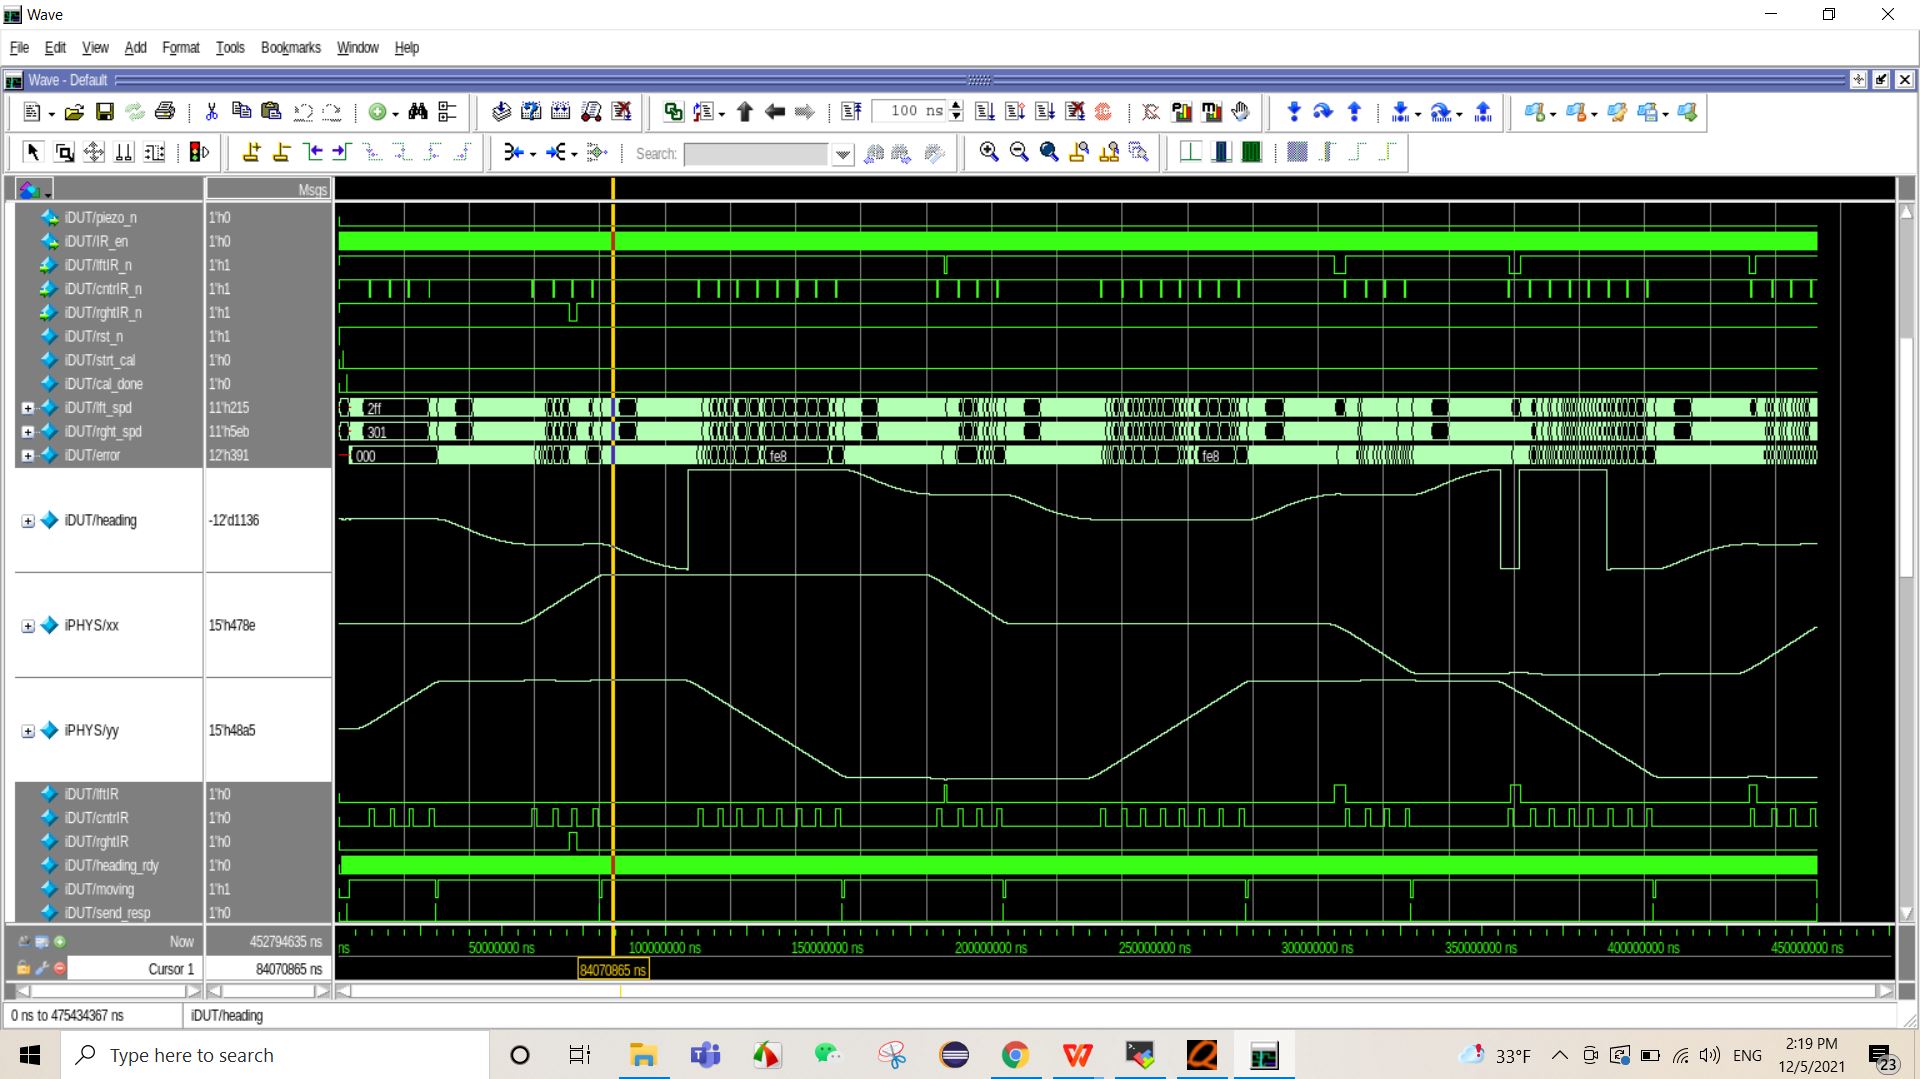 Wave
File Edit View Add Format Tools Bookmarks Window Help
Wave - Default
100 ns
Search:
Msgs
iDUT/piezo_n 1'h0
iDUT/IR_en 1'h0
iDUT/lftIR_n 1'h1
iDUT/cntrIR_n 1'h1
iDUT/rghtIR_n 1'h1
iDUT/rst_n 1'h1
iDUT/strt_cal 1'h0
iDUT/cal_done 1'h0
iDUT/lft_spd 11'h215 2ff
iDUT/rght_spd 11'h5eb 301
iDUT/error 12'h391 000 fe8 fe8
iDUT/heading -12'd1136
iPHYS/xx 15'h478e
iPHYS/yy 15'h48a5
iDUT/lftIR 1'h0
iDUT/cntrIR 1'h0
iDUT/rghtIR 1'h0
iDUT/heading_rdy 1'h0
iDUT/moving 1'h1
iDUT/send_resp 1'h0
Now 452794635 ns ns 50000000 ns 100000000 ns 150000000 ns 200000000 ns 250000000 ns 300000000 ns 350000000 ns 400000000 ns 450000000 ns
Cursor 1 84070865 ns 84070865 ns
0 ns to 475434367 ns iDUT/heading
Type here to search
33°F ENG
2:19 PM
12/5/2021
23